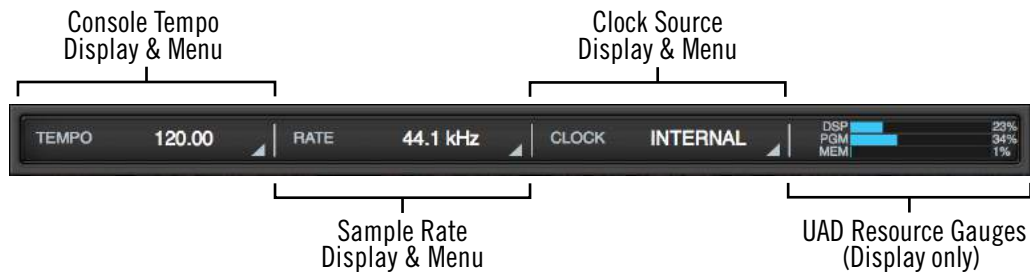 Console Tempo
Display & Menu
Clock Source
Display & Menu
TEMPO 120.00 RATE 44.1 kHz CLOCK INTERNAL
DSP 23%
PGM 34%
MEM 1%
Sample Rate
Display & Menu
UAD Resource Gauges
(Display only)